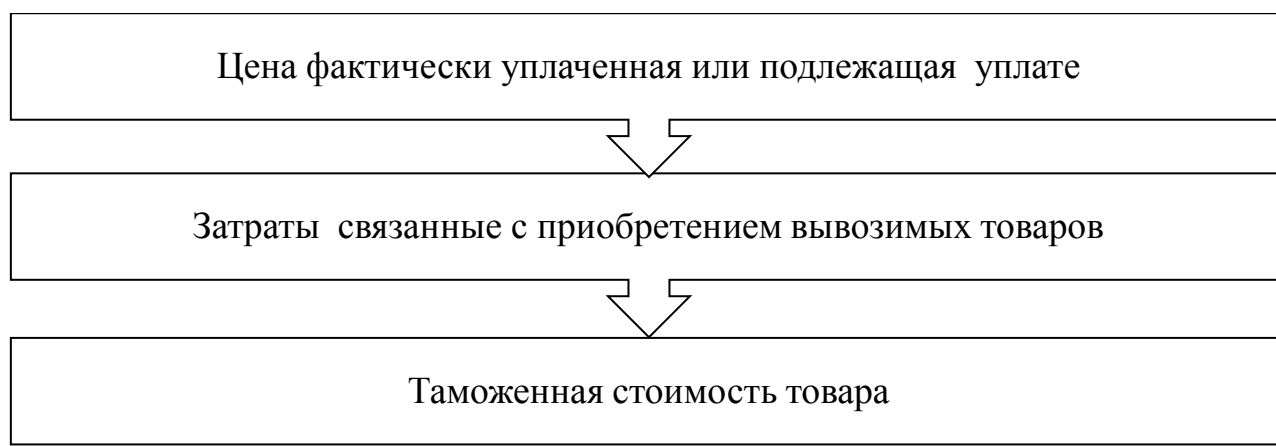 Цена фактически уплаченная или подлежащая  уплате
Затраты  связанные с приобретением вывозимых товаров
Таможенная стоимость товара